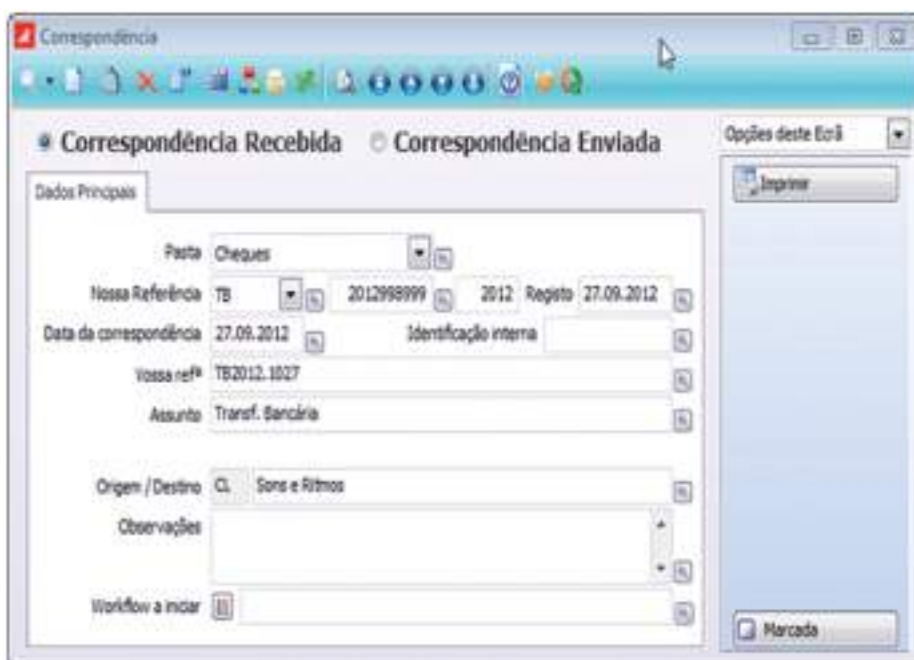 Correspondência
Correspondência Recebida Correspondência Enviada
Opções deste Ecrã
Imprimir
Dados Principais
Pasta Cheques
Nossa Referência TB 2012998999 2012 Registo 27.09.2012
Data da correspondência 27.09.2012 Identificação interna
Vossa refª TB2012.1027
Assunto Transf. Bancária
Origem / Destino CL Sons e Ritmos
Observações
Workflow a iniciar
Marcada